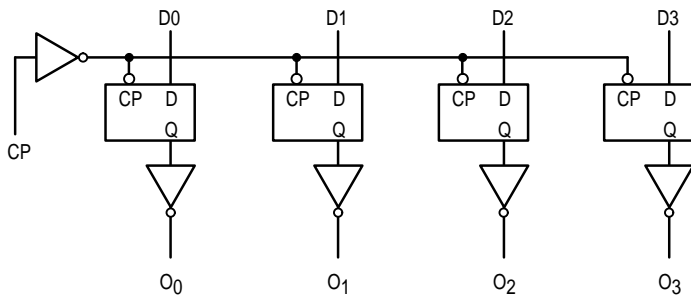 D0 D1 D2 D3
CP D CP D CP D CP D
Q Q Q Q
CP
O0 O1 O2 O3